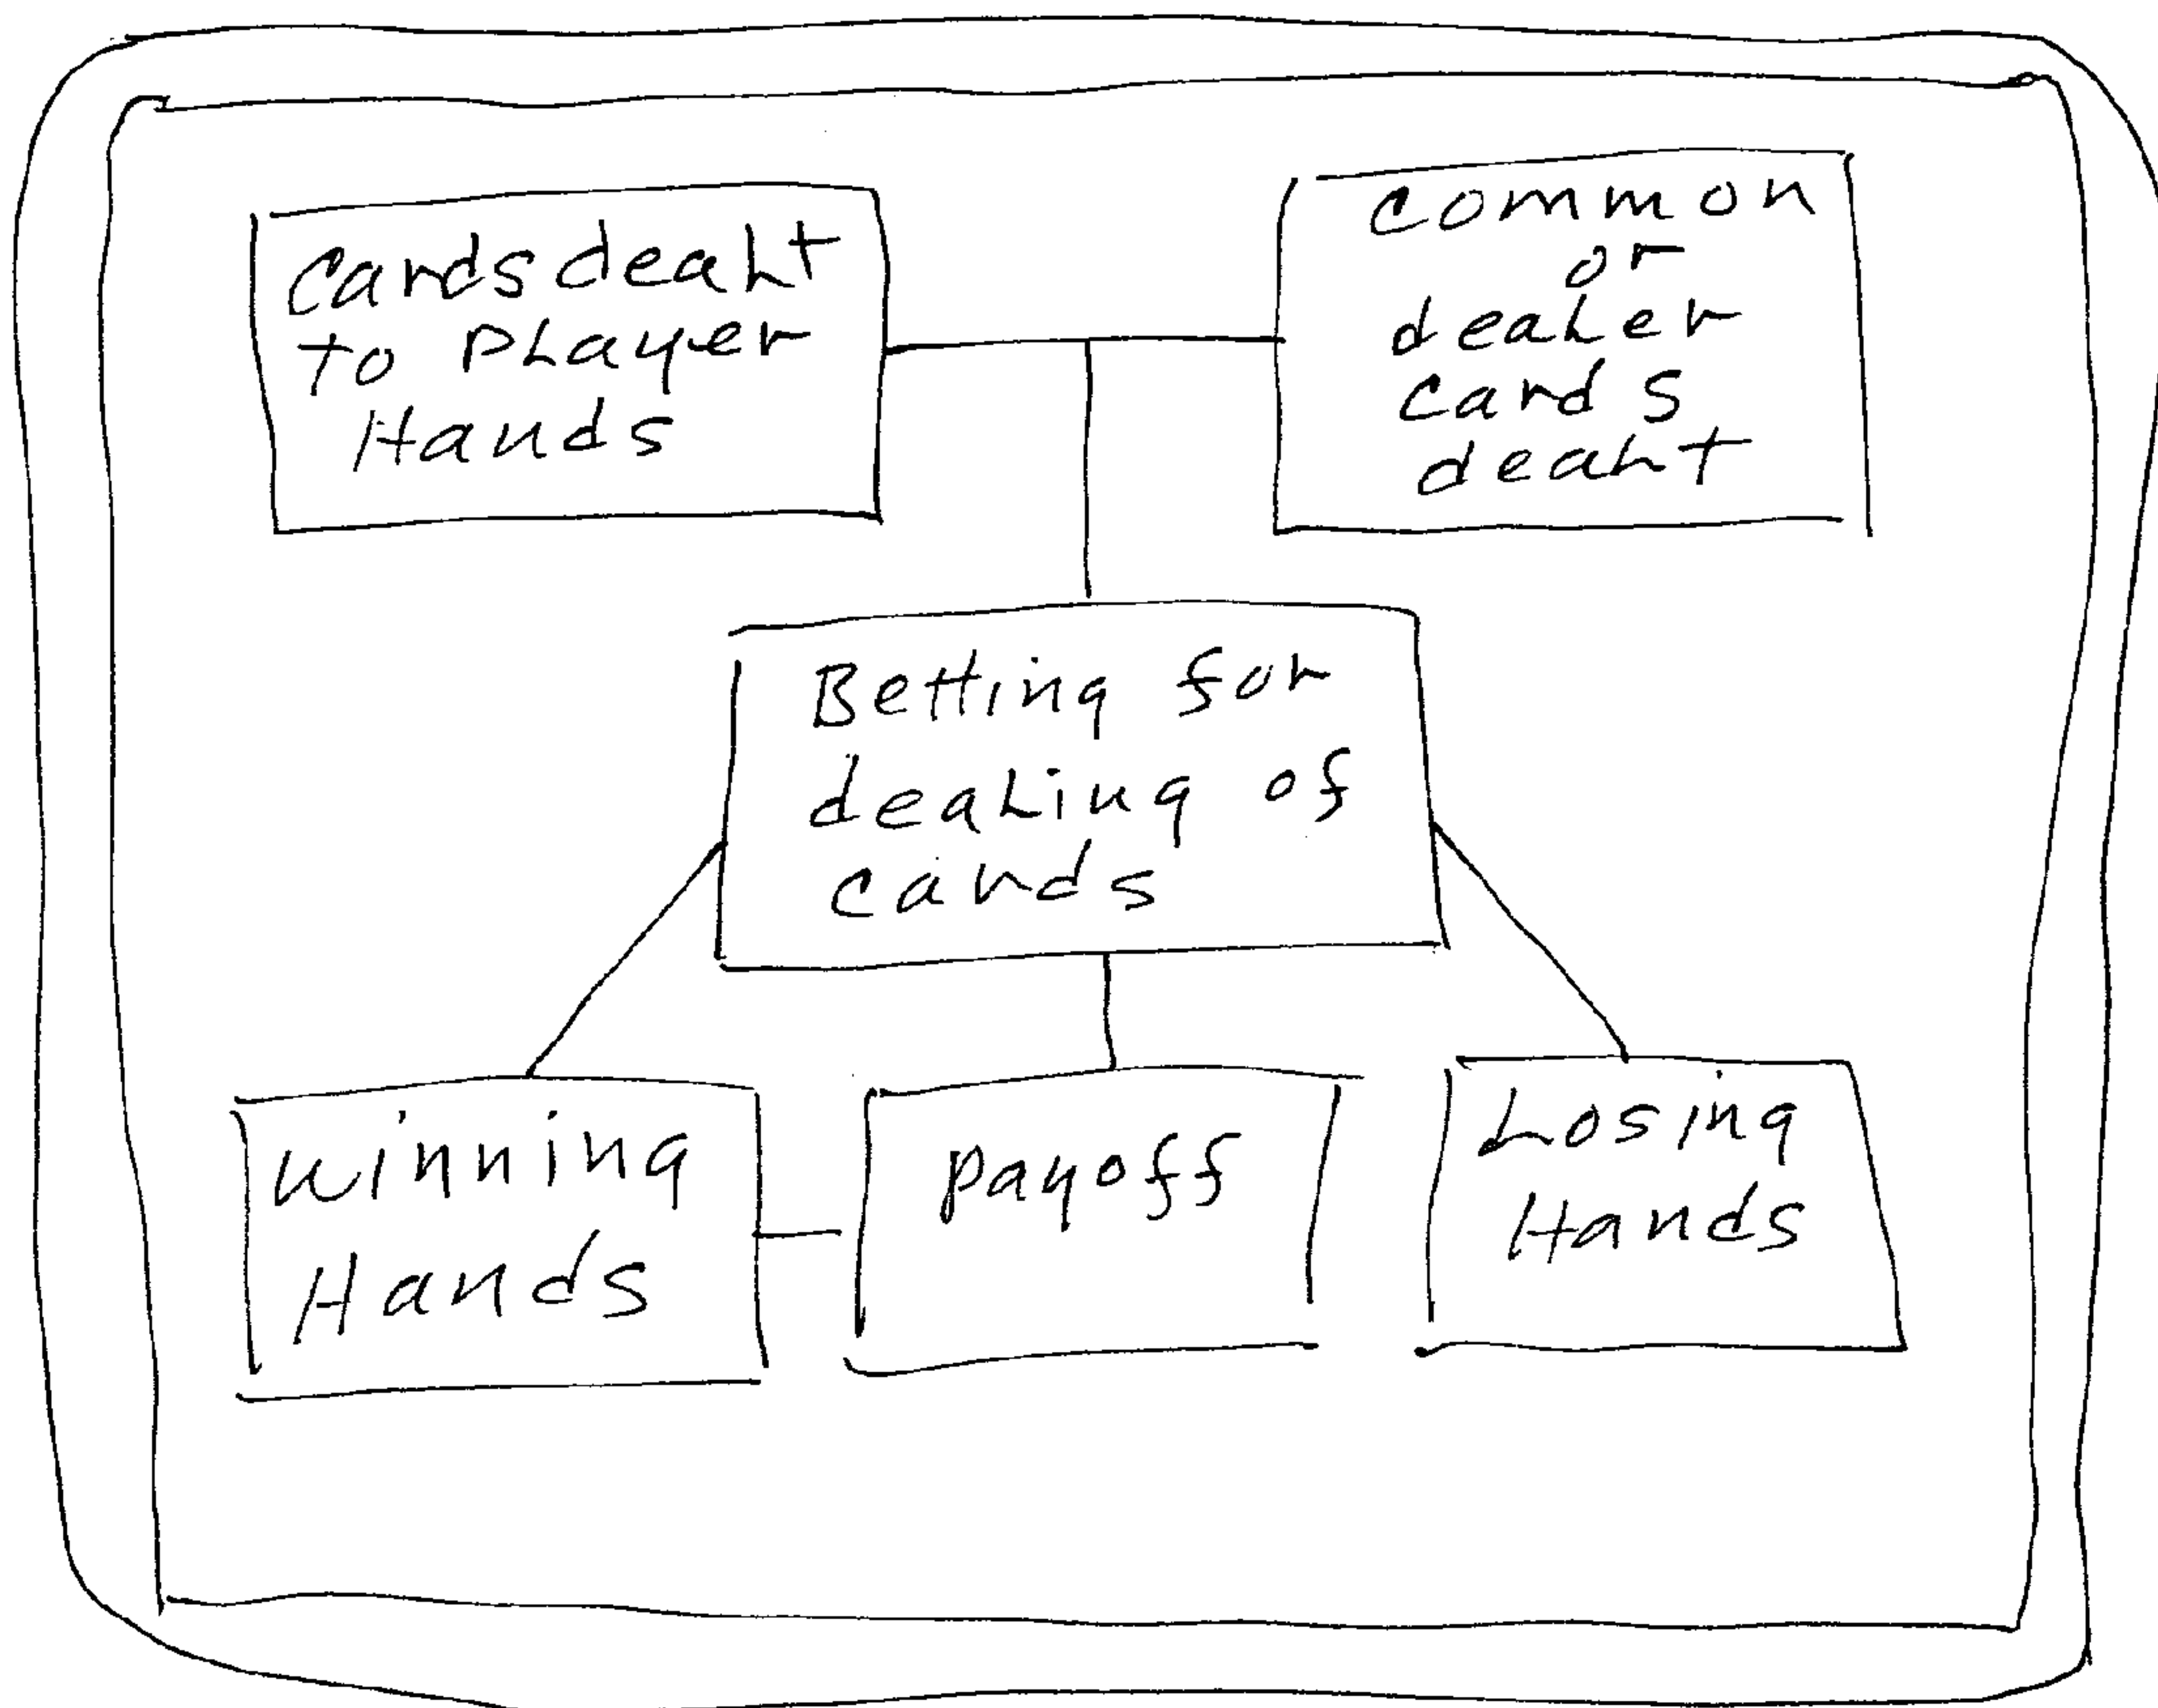 Cards dealt
to Player
Hands
Common
or
dealer
cards
dealt
Betting for
dealing of
cards
Winning
Hands
payoff
Losing
Hands